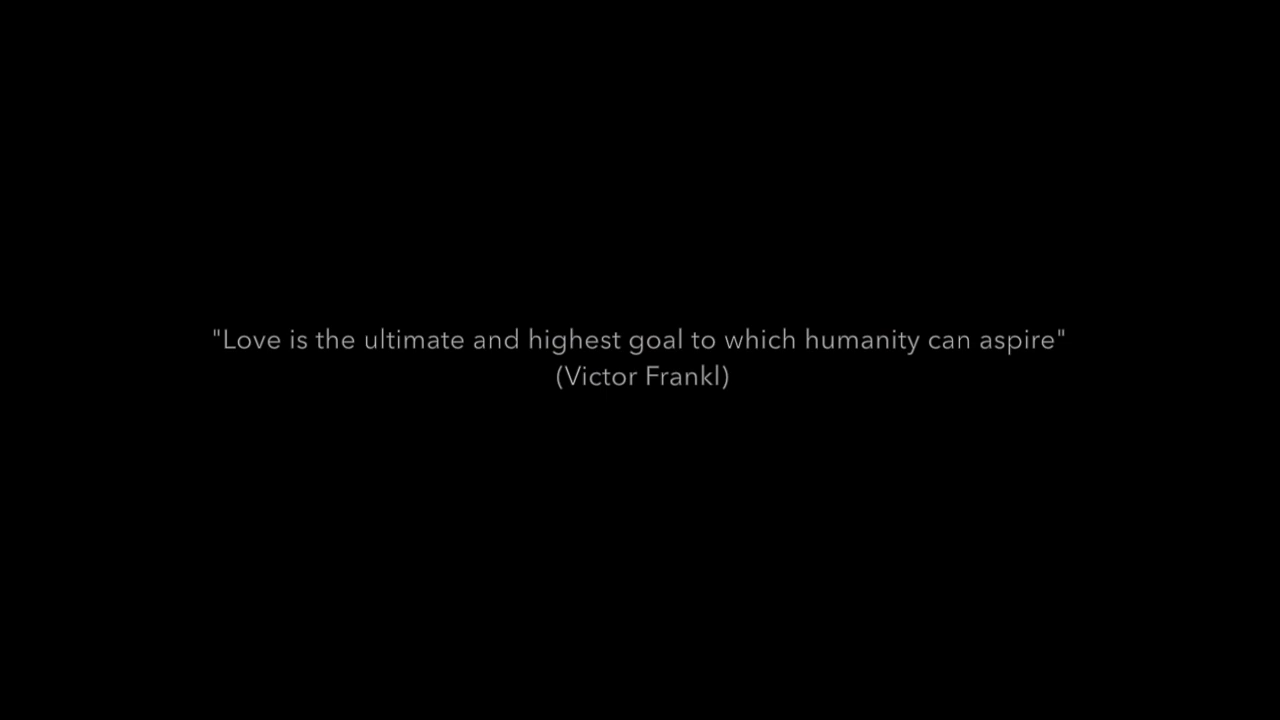 "Love is the ultimate and highest goal to which humanity can aspire"
(Victor Frankl)